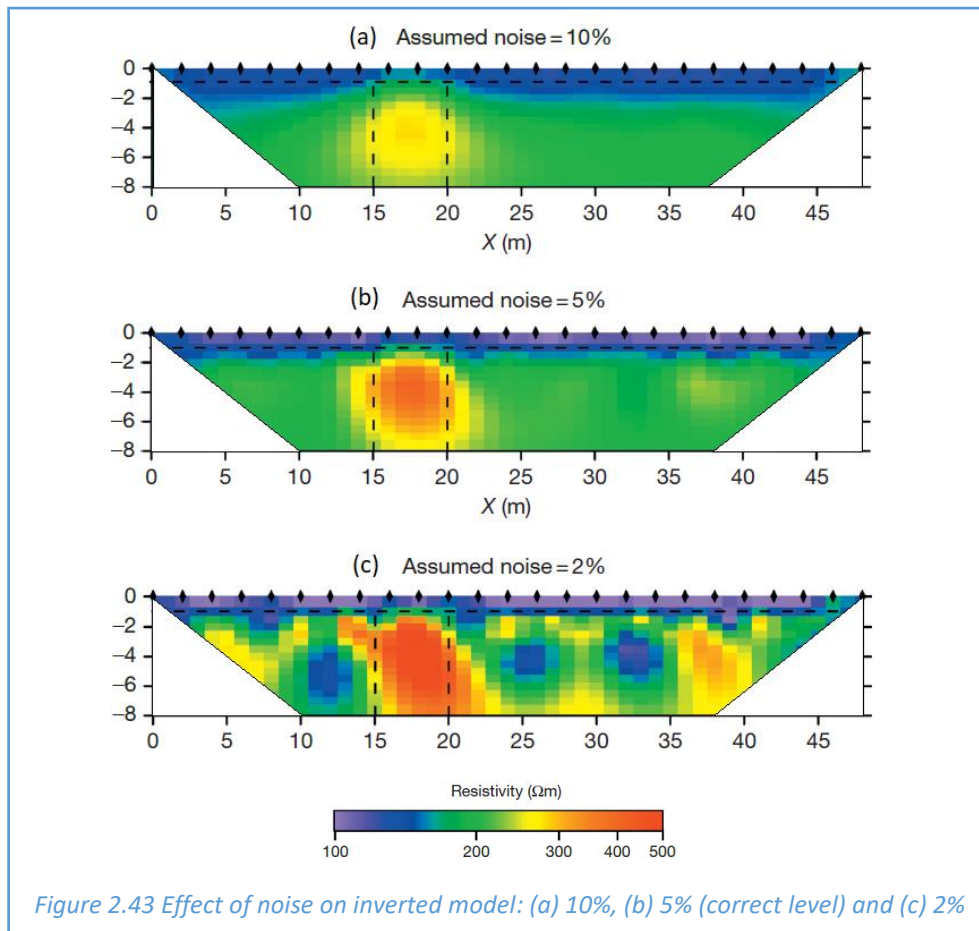 (a) Assumed noise=10%
0
−2
−4
−6
−8
0 5 10 15 20 25 30 35 40 45
X (m)
(b) Assumed noise=5%
0
−2
−4
−6
−8
0 5 10 15 20 25 30 35 40 45
X (m)
(c) Assumed noise=2%
0
−2
−4
−6
−8
0 5 10 15 20 25 30 35 40 45
Resistivity (Ωm)
100 200 300 400 500
Figure 2.43 Effect of noise on inverted model: (a) 10%, (b) 5% (correct level) and (c) 2%